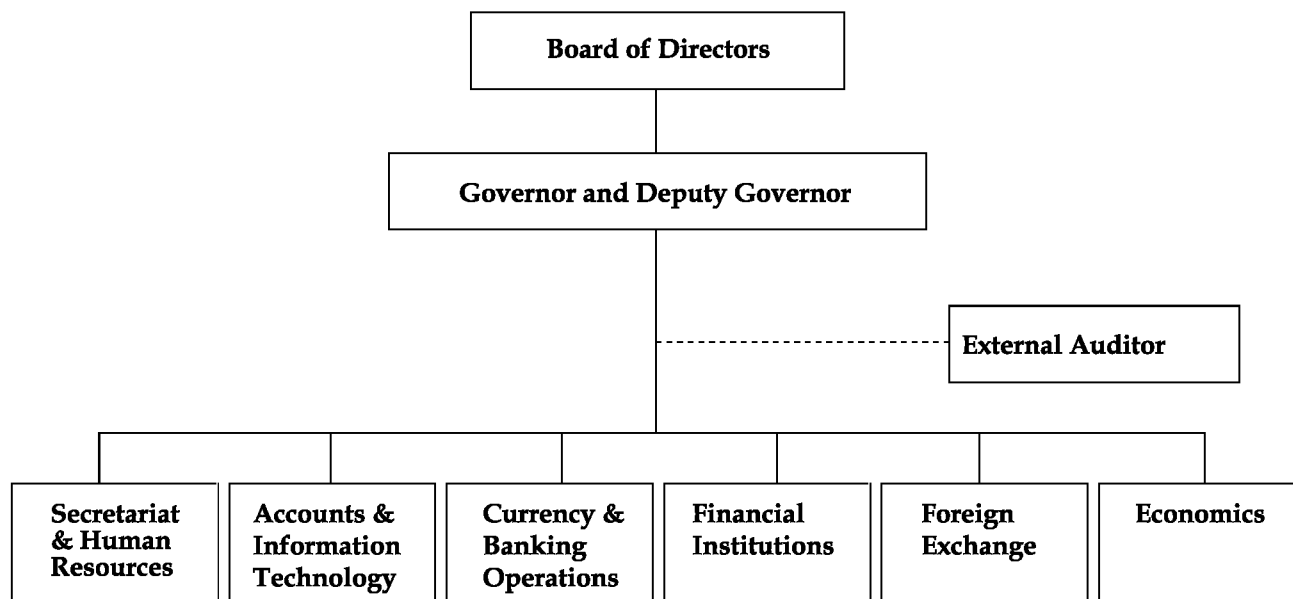 Board of Directors
Governor and Deputy Governor
External Auditor
Secretariat
& Human
Resources
Accounts &
Information
Technology
Currency &
Banking
Operations
Financial
Institutions
Foreign
Exchange
Economics